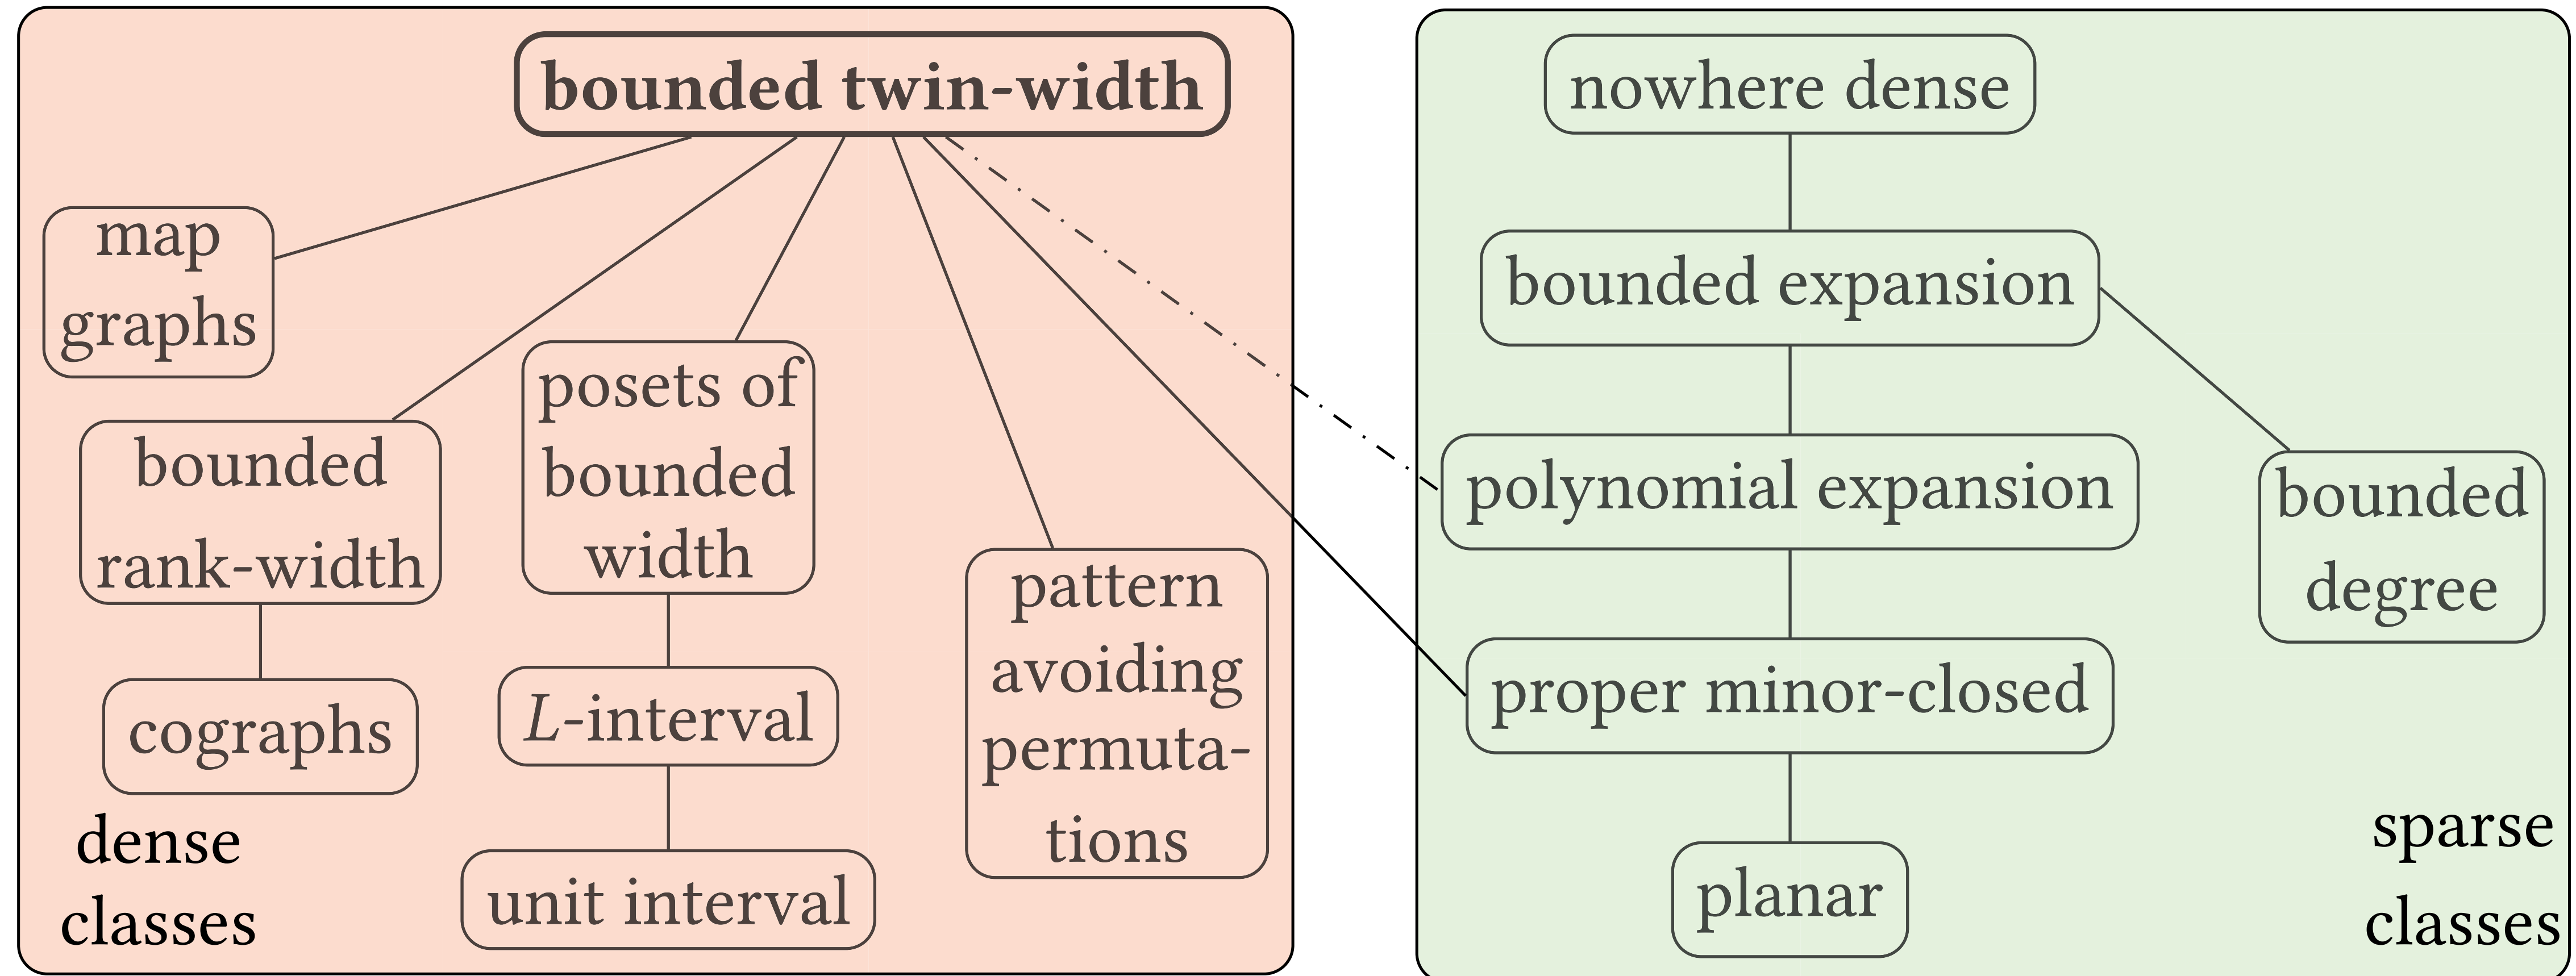 bounded twin-width
map
graphs
bounded
rank-width
cographs
posets of
bounded
width
L-interval
unit interval
pattern
avoiding
permuta-
tions
dense
classes
nowhere dense
bounded expansion
polynomial expansion
bounded
degree
proper minor-closed
planar
sparse
classes